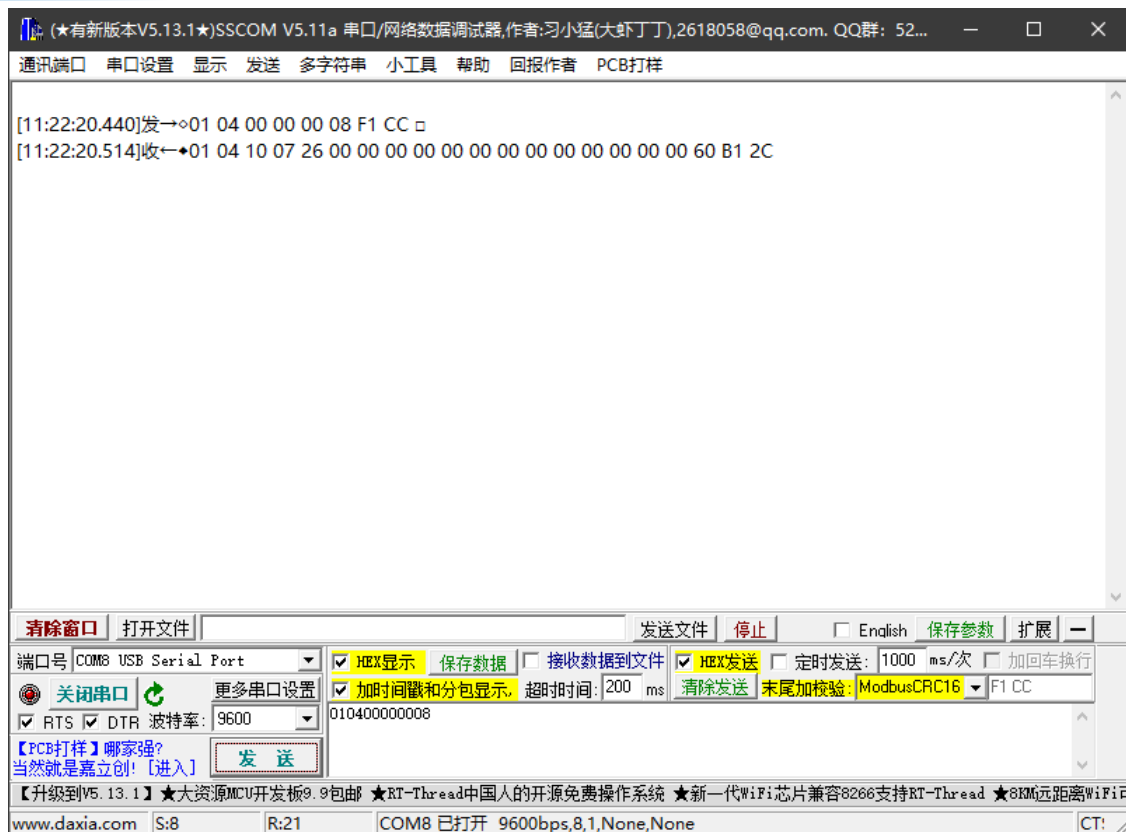 (★有新版本V5.13.1★)SSCOM V5.11a 串口/网络数据调试器,作者:习小猛(大虾丁丁),2618058@qq.com. QQ群: 52...
通讯端口 串口设置 显示 发送 多字符串 小工具 帮助 回报作者 PCB打样
[11:22:20.440]发→◇01 04 00 00 00 08 F1 CC □
[11:22:20.514]收←◆01 04 10 07 26 00 00 00 00 00 00 00 00 00 00 00 00 00 60 B1 2C
清除窗口 打开文件 发送文件 停止 English 保存参数 扩展 —
端口号 COM8 USB Serial Port HEX显示 保存数据 接收数据到文件 HEX发送 定时发送: 1000 ms/次 加回车换行
关闭串口 更多串口设置 加时间戳和分包显示, 超时时间: 200 ms 清除发送 末尾加校验: ModbusCRC16 F1 CC
RTS DTR 波特率: 9600 010400000008
【PCB打样】哪家强?
当然就是嘉立创! [进入] 发 送
【升级到V5.13.1】★大资源MCU开发板9.9包邮 ★RT-Thread中国人的开源免费操作系统 ★新一代WiFi芯片兼容8266支持RT-Thread ★8KM远距离WiFi可
www.daxia.com S:8 R:21 COM8 已打开 9600bps,8,1,None,None CT: